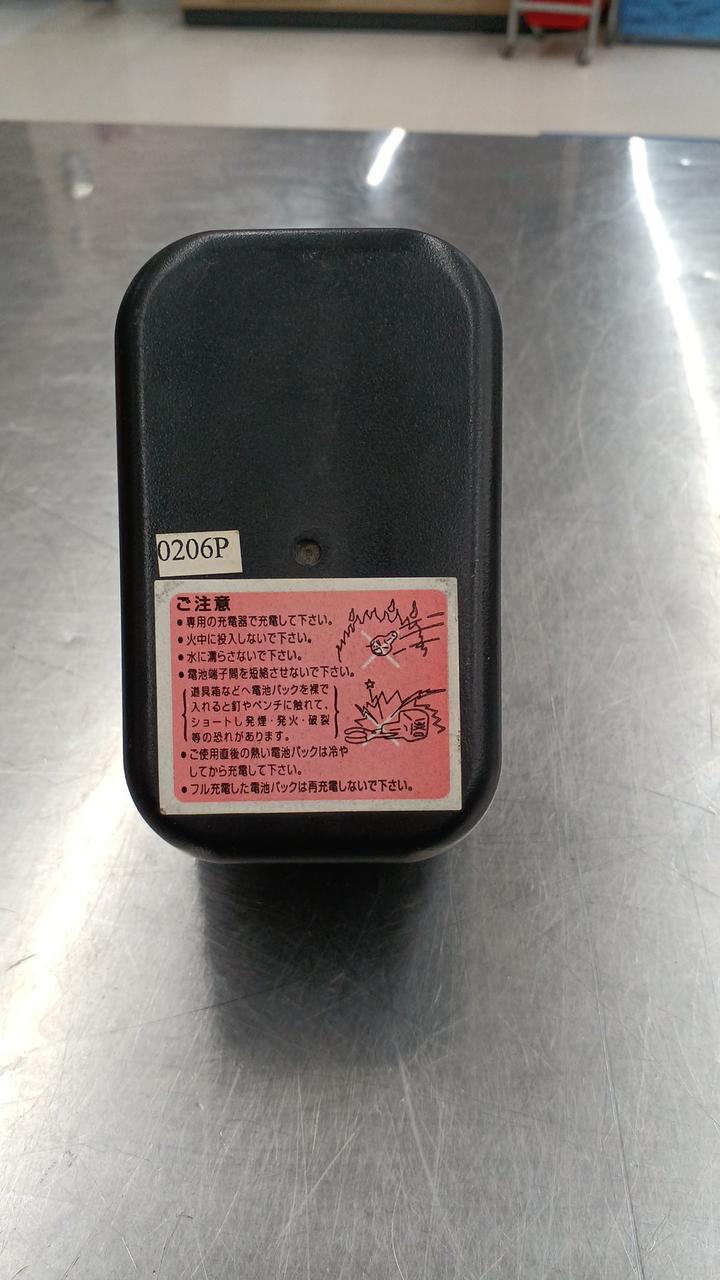 0206P
ご注意
●専用の充電器で充電して下さい。
●火中に投入しないで下さい。
●水に濡らさないで下さい。
●電池端子間を短絡させないで下さい。
道具箱などへ電池パックを裸で
入れると釘やペンチに触れて、
ショートし発煙・発火・破裂
等の恐れがあります。
●ご使用直後の熱い電池パックは冷や
してから充電して下さい。
●フル充電した電池パックは再充電しないで下さい。